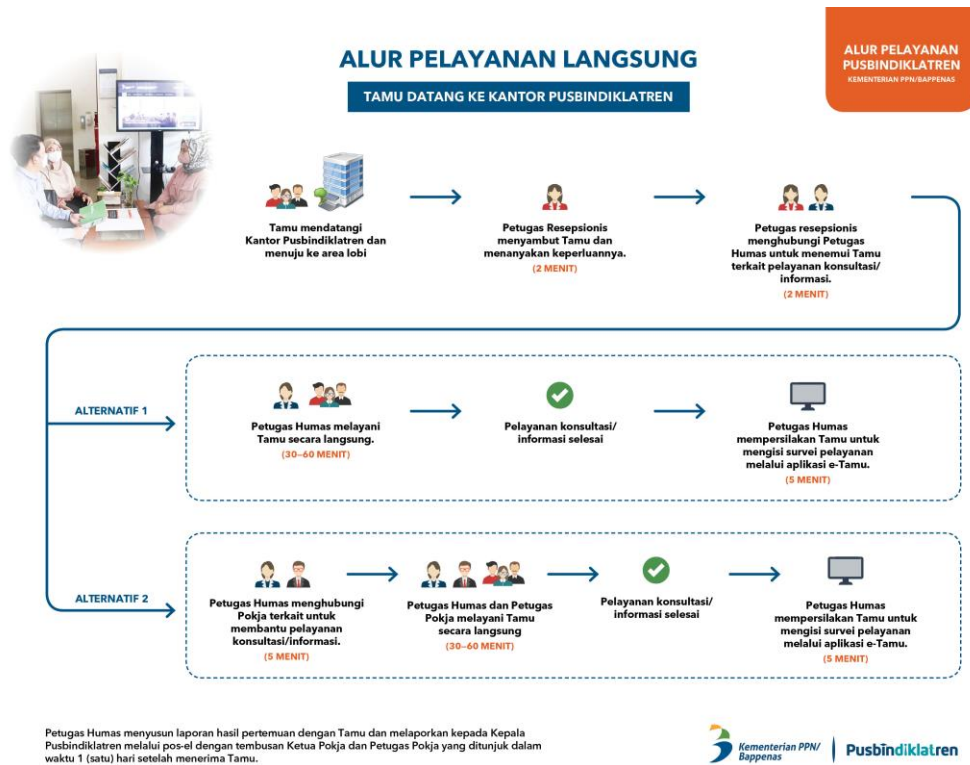 ALUR PELAYANAN LANGSUNG
TAMU DATANG KE KANTOR PUSBINDIKLATREN
ALUR PELAYANAN
PUSBINDIKLATREN
KEMENTERIAN PPN/BAPPENAS
Tamu mendatangi
Kantor Pusbindiklatren dan
menuju ke area lobi
Petugas Resepsionis
menyambut Tamu dan
menanyakan keperluannya.
(2 MENIT)
Petugas resepsionis
menghubungi Petugas
Humas untuk menemui Tamu
terkait pelayanan konsultasi/
informasi.
(2 MENIT)
ALTERNATIF 1
Petugas Humas melayani
Tamu secara langsung.
(30–60 MENIT)
Pelayanan konsultasi/
informasi selesai
Petugas Humas
mempersilakan Tamu untuk
mengisi survei pelayanan
melalui aplikasi e-Tamu.
(5 MENIT)
ALTERNATIF 2
Petugas Humas menghubungi
Pokja terkait untuk
membantu pelayanan
konsultasi/informasi.
(5 MENIT)
Petugas Humas dan Petugas
Pokja melayani Tamu
secara langsung
(30–60 MENIT)
Pelayanan konsultasi/
informasi selesai
Petugas Humas
mempersilakan Tamu untuk
mengisi survei pelayanan
melalui aplikasi e-Tamu.
(5 MENIT)
Petugas Humas menyusun laporan hasil pertemuan dengan Tamu dan melaporkan kepada Kepala
Pusbindiklatren melalui pos-el dengan tembusan Ketua Pokja dan Petugas Pokja yang ditunjuk dalam
waktu 1 (satu) hari setelah menerima Tamu.
Kementerian PPN/
Bappenas
Pusbindiklatren